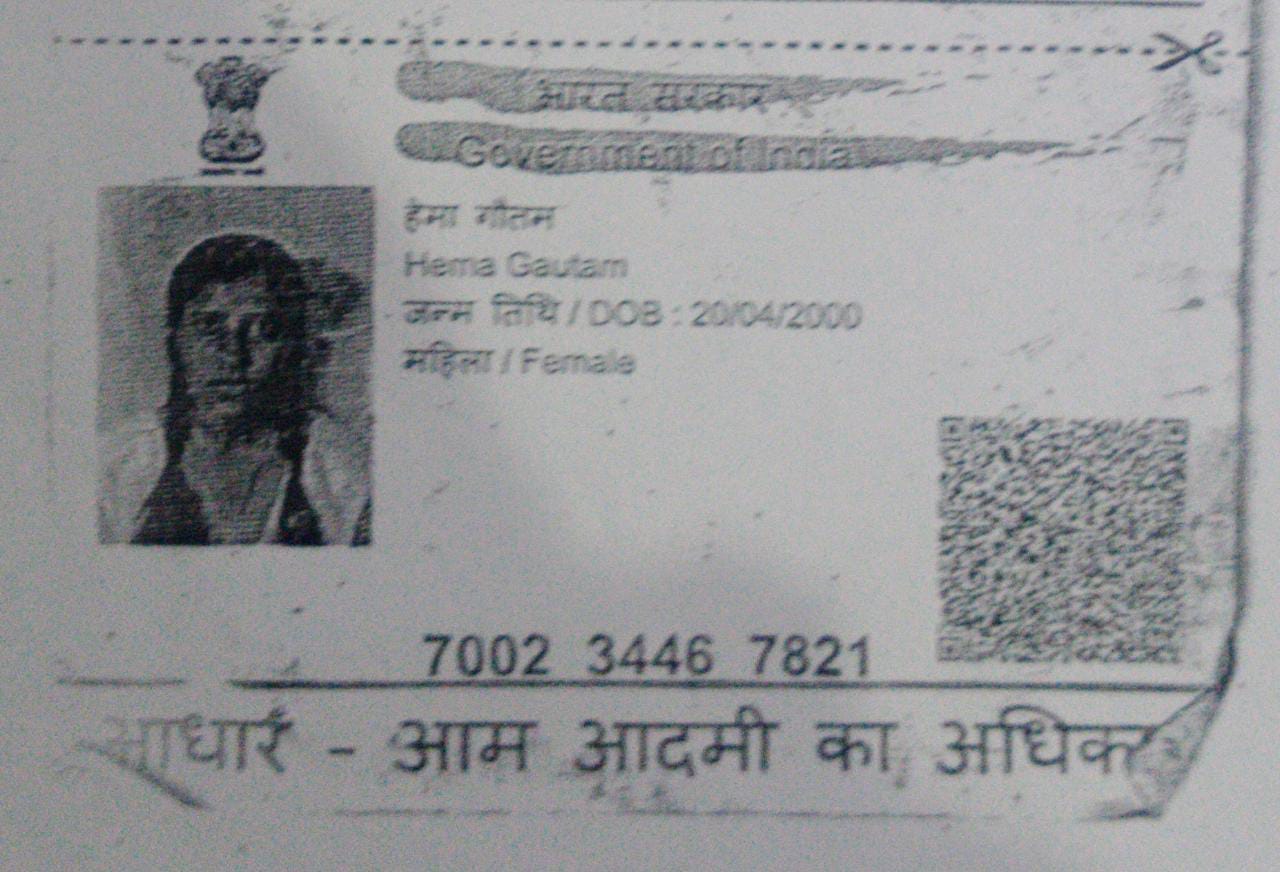 भारत सरकार
Government of India
हेमा गौतम
Hema Gautam
जन्म तिथि / DOB : 20/04/2000
महिला / Female
7002 3446 7821
आधार - आम आदमी का